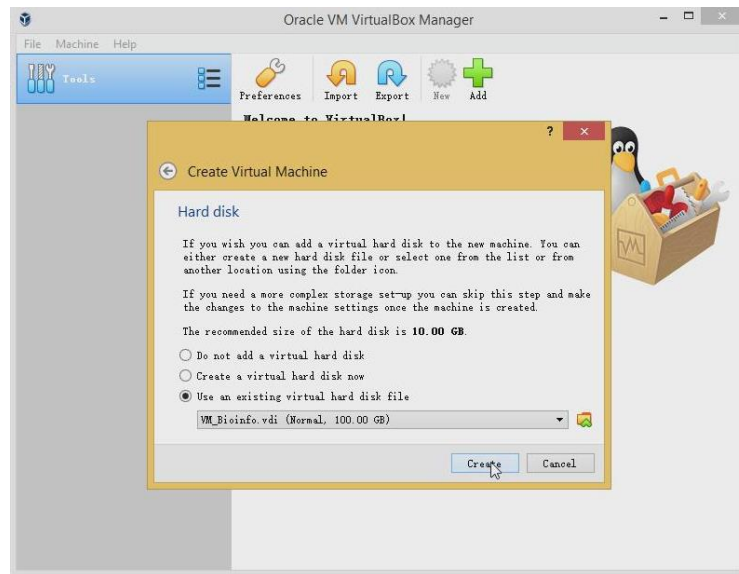 Oracle VM VirtualBox Manager
File Machine Help
Tools
Preferences Import Export New Add
Welcome to VirtualBox!
Create Virtual Machine
Hard disk
If you wish you can add a virtual hard disk to the new machine. You can
either create a new hard disk file or select one from the list or from
another location using the folder icon.
If you need a more complex storage set-up you can skip this step and make
the changes to the machine settings once the machine is created.
The recommended size of the hard disk is 10.00 GB.
Do not add a virtual hard disk
Create a virtual hard disk now
Use an existing virtual hard disk file
VM_Bioinfo.vdi (Normal, 100.00 GB)
Create Cancel